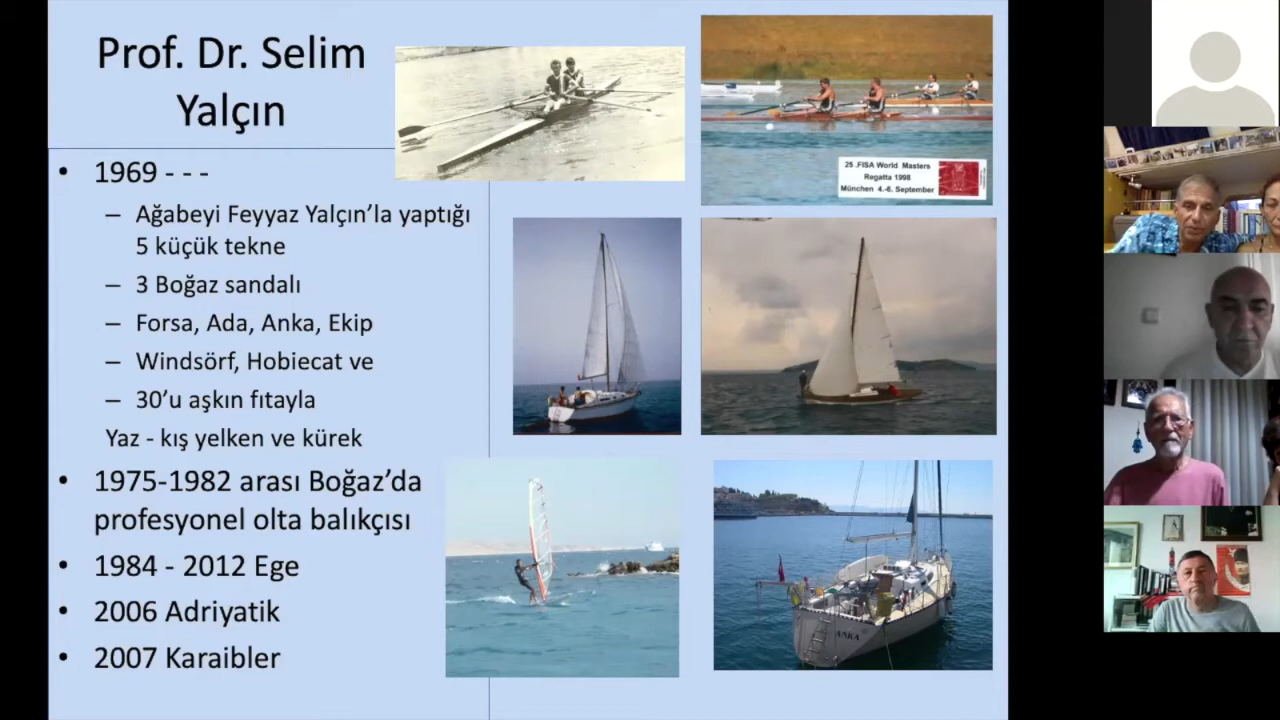 Prof. Dr. Selim
Yalçın
• 1969 - - -
– Ağabeyi Feyyaz Yalçın’la yaptığı
5 küçük tekne
– 3 Boğaz sandalı
– Forsa, Ada, Anka, Ekip
– Windsörf, Hobiecat ve
– 30’u aşkın fıtayla
Yaz - kış yelken ve kürek
• 1975-1982 arası Boğaz’da
profesyonel olta balıkçısı
• 1984 - 2012 Ege
• 2006 Adriyatik
• 2007 Karaibler
25 .FISA World Masters
Regatta 1998
München 4.-6. September
ANKA